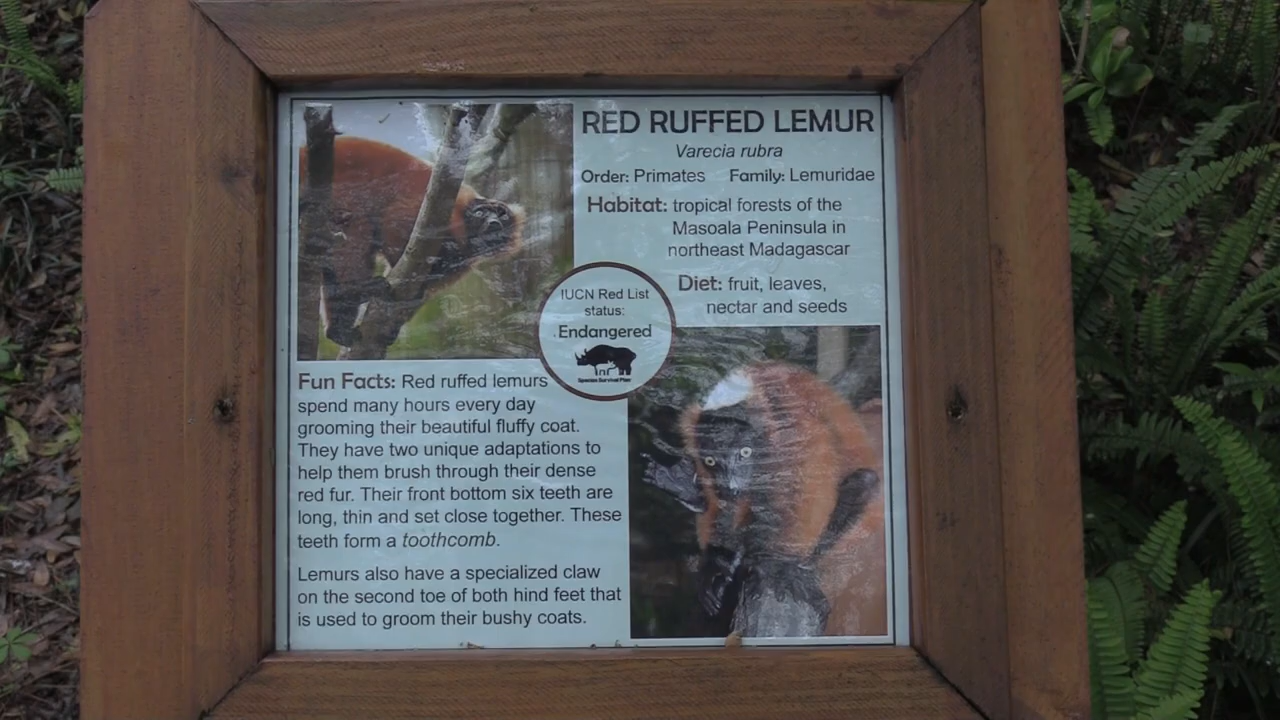 RED RUFFED LEMUR
Varecia rubra
Order: Primates Family: Lemuridae
Habitat: tropical forests of the
Masoala Peninsula in
northeast Madagascar
Diet: fruit, leaves,
nectar and seeds
IUCN Red List
status:
Endangered
Species Survival Plan
Fun Facts: Red ruffed lemurs
spend many hours every day
grooming their beautiful fluffy coat.
They have two unique adaptations to
help them brush through their dense
red fur. Their front bottom six teeth are
long, thin and set close together. These
teeth form a toothcomb.
Lemurs also have a specialized claw
on the second toe of both hind feet that
is used to groom their bushy coats.